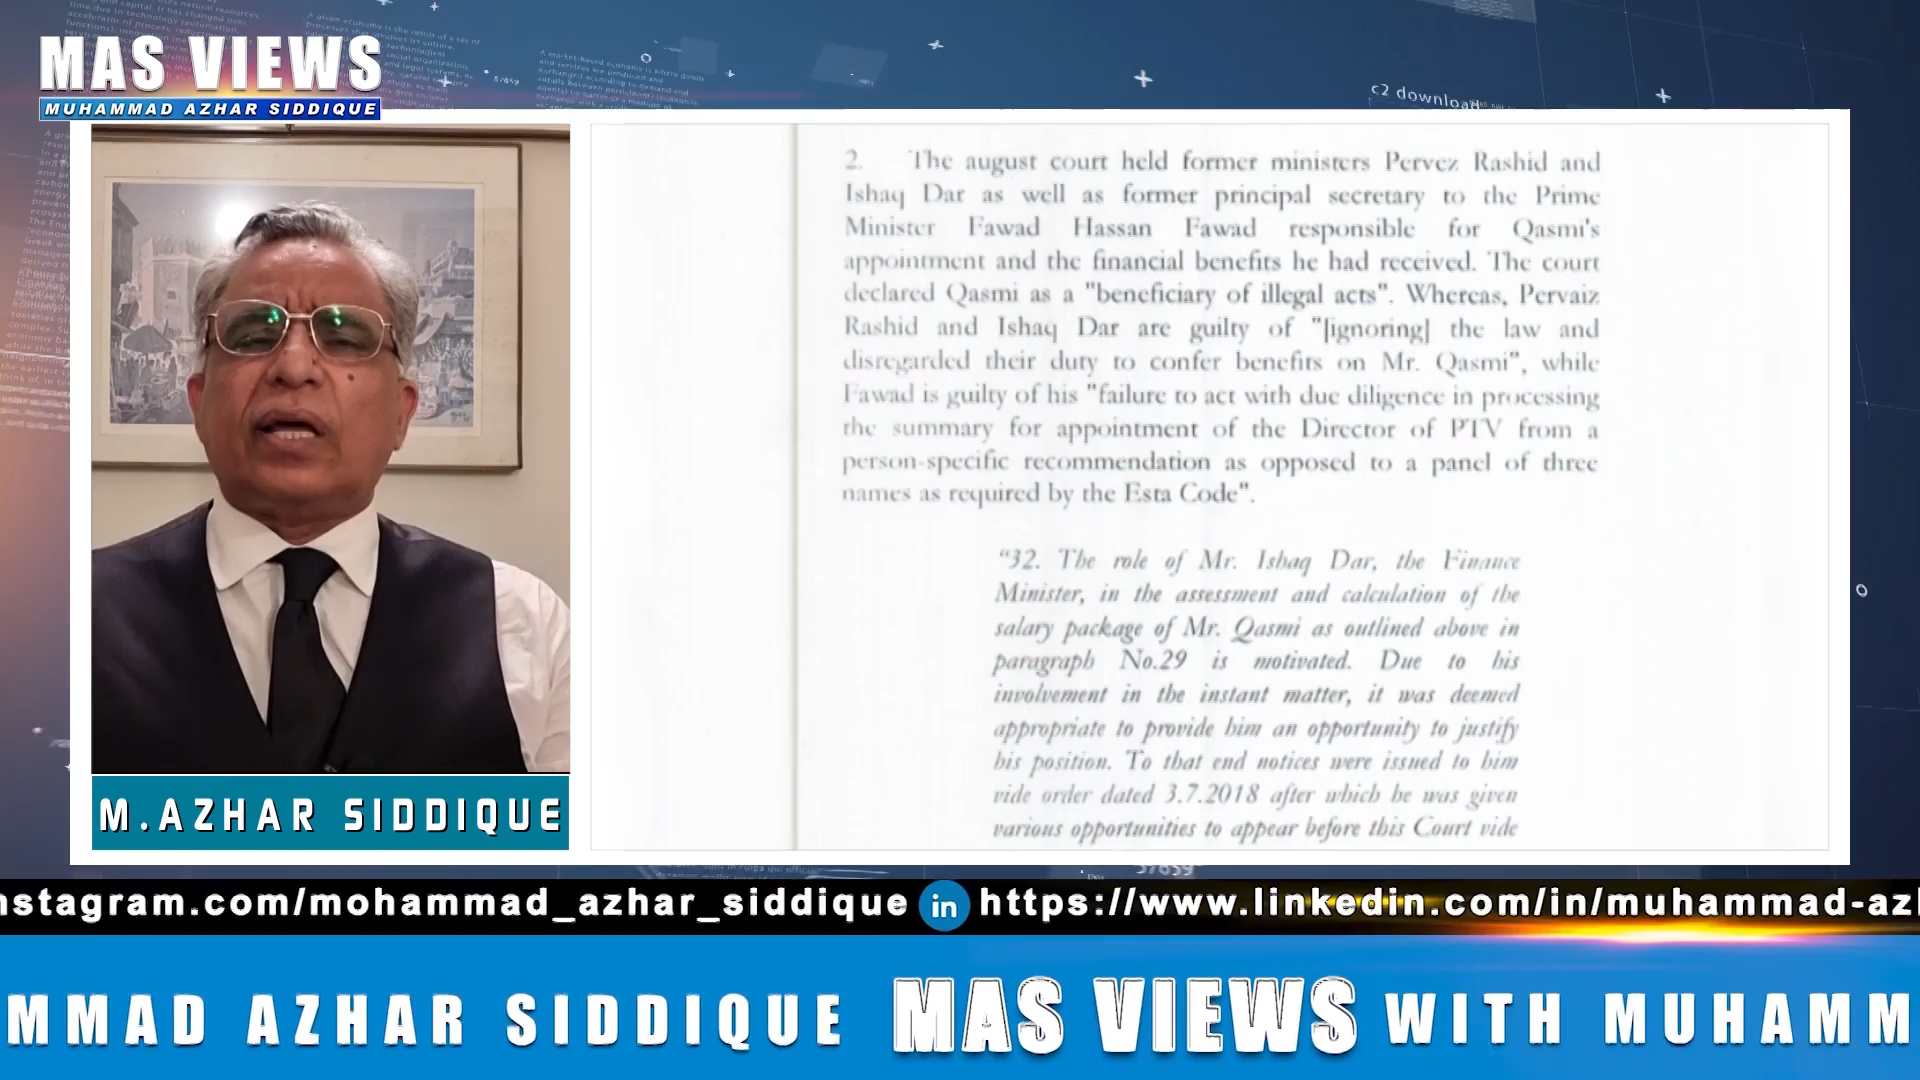 MAS VIEWS
MUHAMMAD AZHAR SIDDIQUE
c2 download
57659
2. The august court held former ministers Pervez Rashid and
Ishaq Dar as well as former principal secretary to the Prime
Minister Fawad Hassan Fawad responsible for Qasmi's
appointment and the financial benefits he had received. The court
declared Qasmi as a "beneficiary of illegal acts". Whereas, Pervaiz
Rashid and Ishaq Dar are guilty of "[ignoring] the law and
disregarded their duty to confer benefits on Mr. Qasmi", while
Fawad is guilty of his "failure to act with due diligence in processing
the summary for appointment of the Director of PTV from a
person-specific recommendation as opposed to a panel of three
names as required by the Esta Code".
"32. The role of Mr. Ishaq Dar, the Finance
Minister, in the assessment and calculation of the
salary package of Mr. Qasmi as outlined above in
paragraph No.29 is motivated. Due to his
involvement in the instant matter, it was deemed
appropriate to provide him an opportunity to justify
his position. To that end notices were issued to him
vide order dated 3.7.2018 after which he was given
various opportunities to appear before this Court vide
M.AZHAR SIDDIQUE
nstagram.com/mohammad_azhar_siddique in https://www.linkedin.com/in/muhammad-azh
MMAD AZHAR SIDDIQUE MAS VIEWS WITH MUHAMM